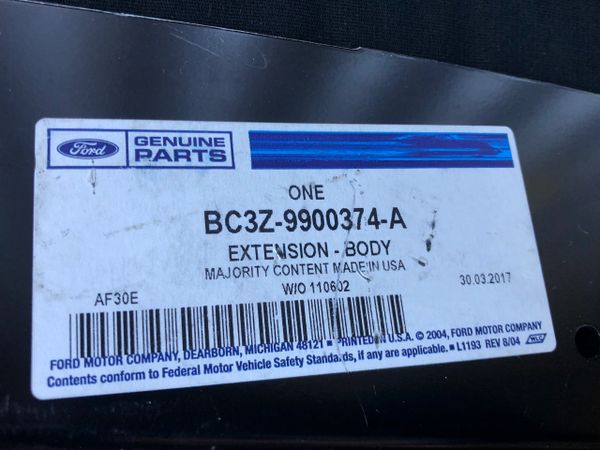 Ford
GENUINE
PARTS
ONE
BC3Z-9900374-A
EXTENSION - BODY
MAJORITY CONTENT MADE IN USA
W/O 110602
AF30E
30.03.2017
FORD MOTOR COMPANY, DEARBORN, MICHIGAN 48121 ■ PRINTED IN U.S.A. © 2004, FORD MOTOR COMPANY
Contents conform to Federal Motor Vehicle Safety Standards, if any are applicable. ■ L1193 REV 8/04